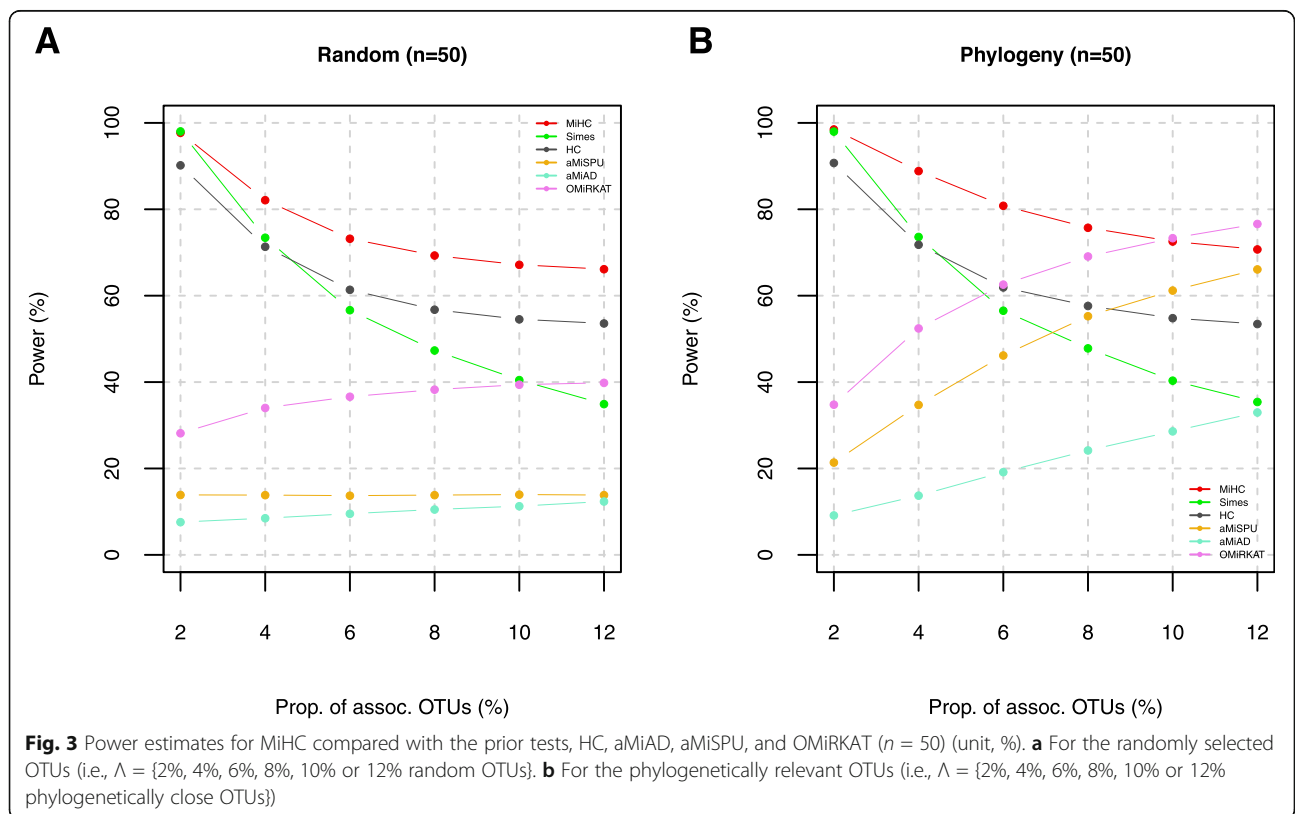 A
Random (n=50)
Power (%)
100
80
60
40
20
0
MiHC
Simes
HC
aMiSPU
aMiAD
OMiRKAT
2 4 6 8 10 12
Prop. of assoc. OTUs (%)
B
Phylogeny (n=50)
Power (%)
100
80
60
40
20
0
MiHC
Simes
HC
aMiSPU
aMiAD
OMiRKAT
2 4 6 8 10 12
Prop. of assoc. OTUs (%)
Fig. 3 Power estimates for MiHC compared with the prior tests, HC, aMiAD, aMiSPU, and OMiRKAT (n = 50) (unit, %). a For the randomly selected
OTUs (i.e., Λ = {2%, 4%, 6%, 8%, 10% or 12% random OTUs}. b For the phylogenetically relevant OTUs (i.e., Λ = {2%, 4%, 6%, 8%, 10% or 12%
phylogenetically close OTUs})